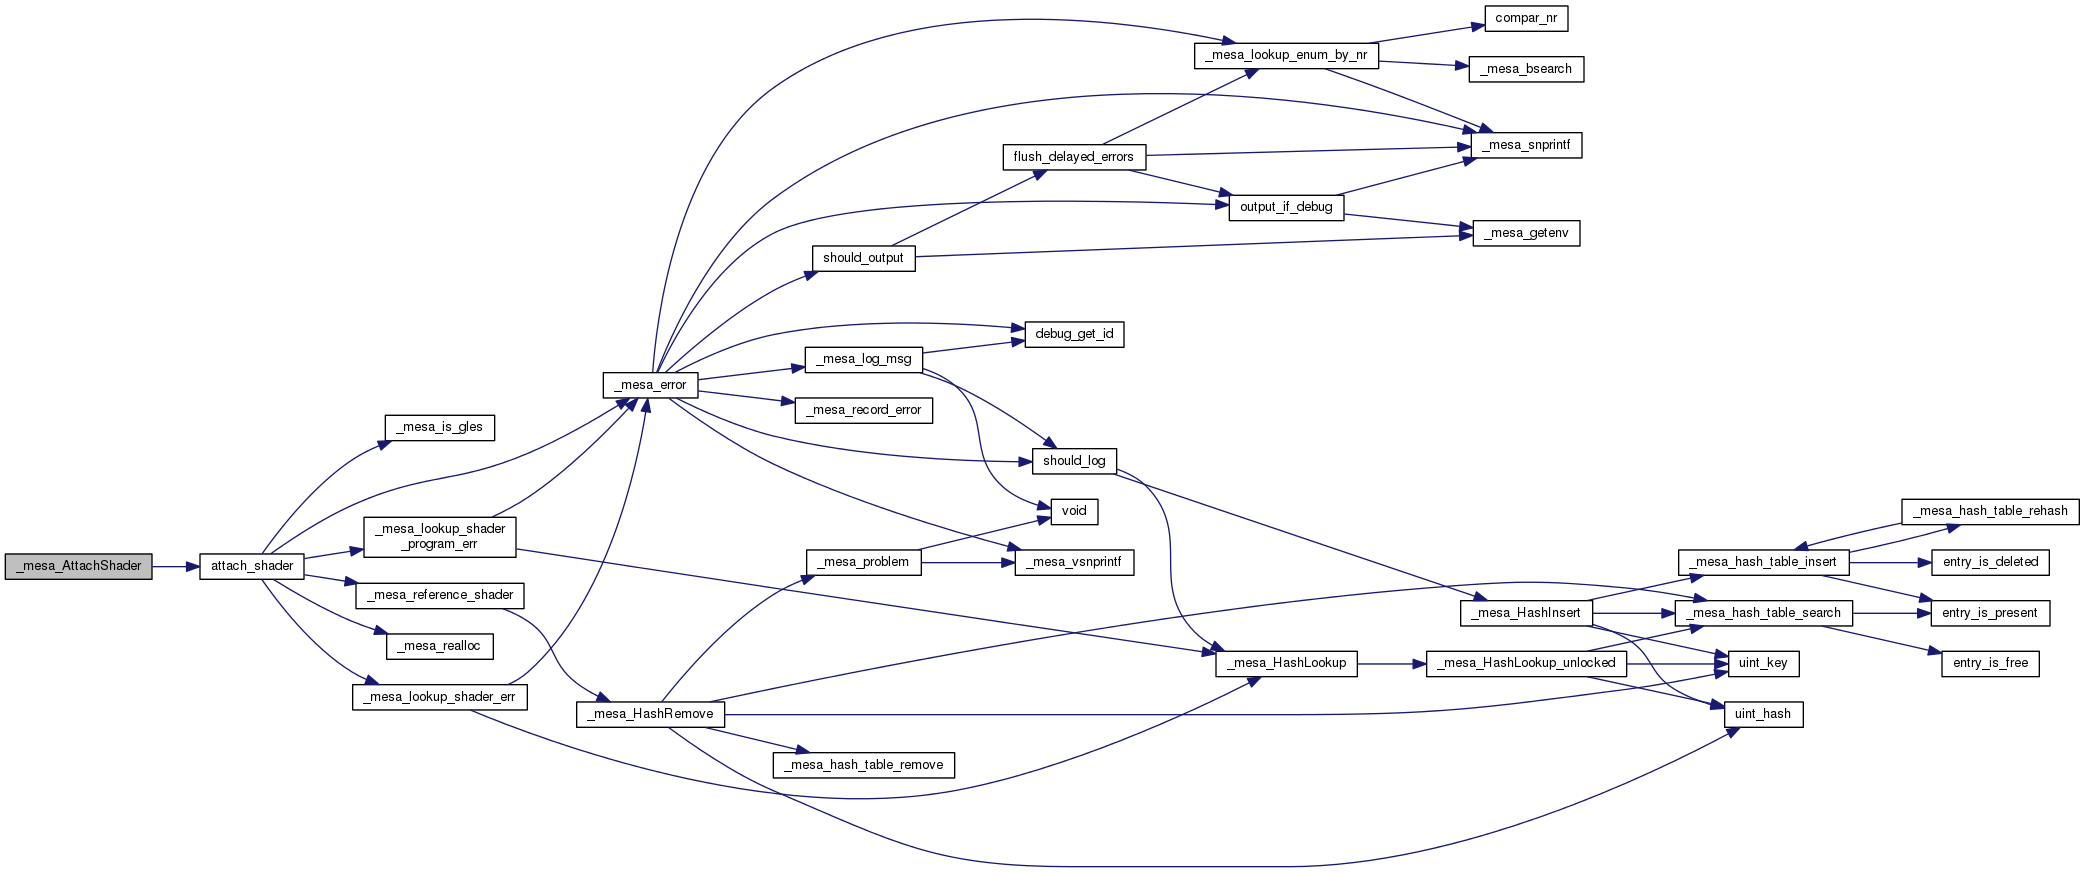 _mesa_AttachShader
attach_shader
_mesa_is_gles
_mesa_lookup_shader
_program_err
_mesa_reference_shader
_mesa_realloc
_mesa_lookup_shader_err
_mesa_error
_mesa_HashRemove
should_output
_mesa_log_msg
_mesa_record_error
_mesa_problem
_mesa_hash_table_remove
flush_delayed_errors
debug_get_id
should_log
void
_mesa_vsnprintf
_mesa_lookup_enum_by_nr
output_if_debug
_mesa_HashLookup
compar_nr
_mesa_bsearch
_mesa_snprintf
_mesa_getenv
_mesa_HashInsert
_mesa_HashLookup_unlocked
_mesa_hash_table_insert
_mesa_hash_table_search
uint_key
uint_hash
_mesa_hash_table_rehash
entry_is_deleted
entry_is_present
entry_is_free